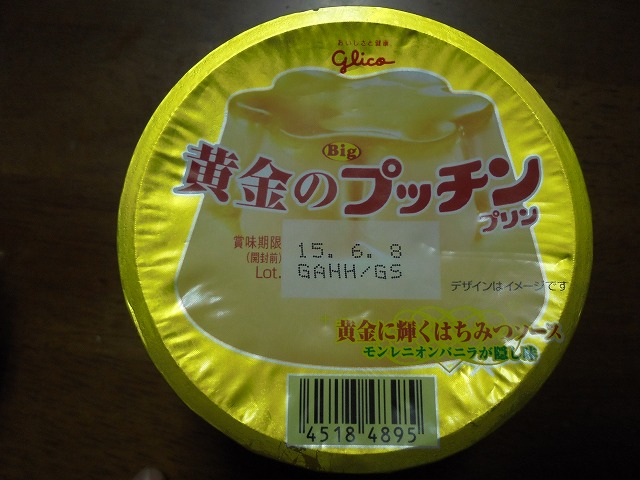 おいしさと健康
Glico
Big
黄金のプッチン
プリン
賞味期限
(開封前)
15. 6. 8
Lot. GAHH/GS
デザインはイメージです
黄金に輝くはちみつソース
モンレニオンバニラが隠し味
4518 4895